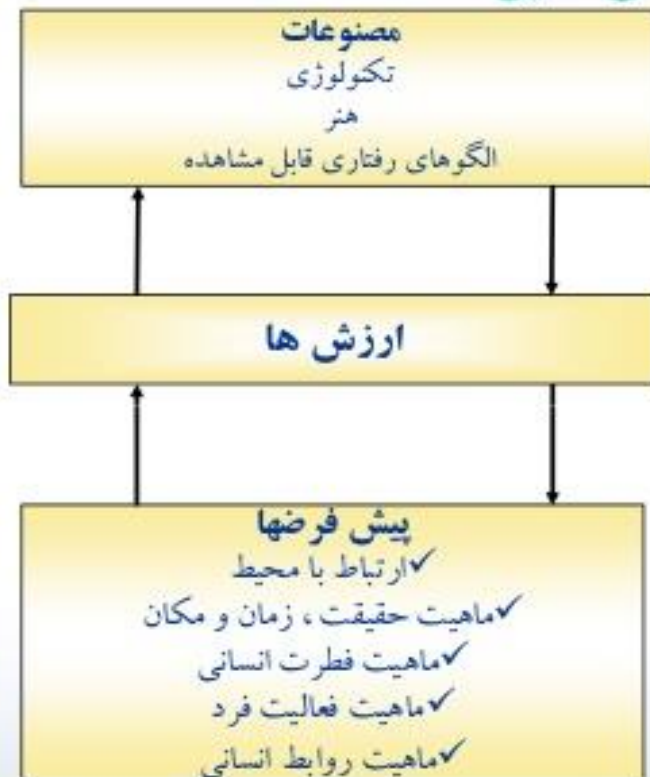 مصنوعات
تکنولوژی
هنر
الگوهای رفتاری قابل مشاهده
ارزش ها
پیش فرضها
✓ارتباط با محیط
✓ماهیت حقیقت ، زمان و مکان
✓ماهیت فطرت انسانی
✓ماهیت فعالیت فرد
✓ماهیت روابط انسانی